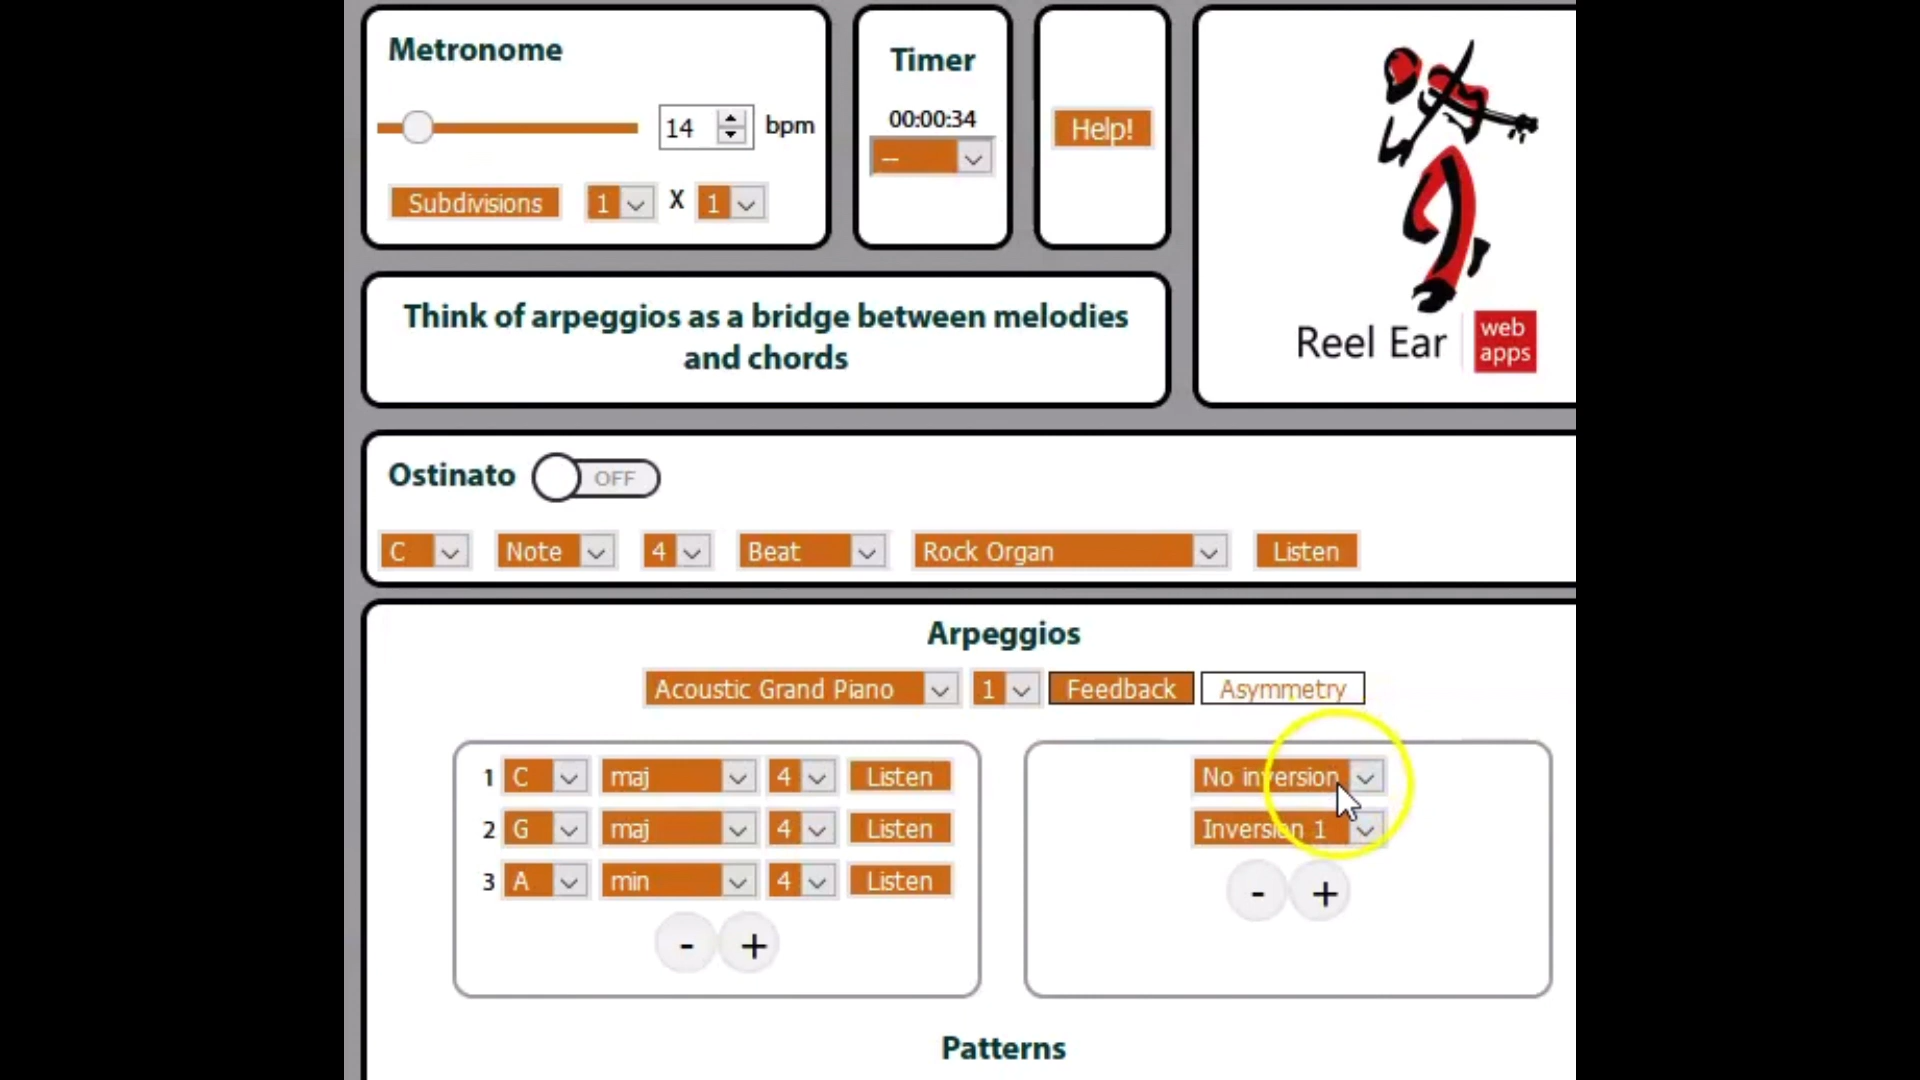 Metronome
14 bpm
Subdivisions 1 X 1
Timer
00:00:34
--
Help!
Reel Ear web apps
Think of arpeggios as a bridge between melodies
and chords
Ostinato OFF
C Note 4 Beat Rock Organ Listen
Arpeggios
Acoustic Grand Piano 1 Feedback Asymmetry
1 C maj 4 Listen
2 G maj 4 Listen
3 A min 4 Listen
- +
No inversion
Inversion 1
- +
Patterns